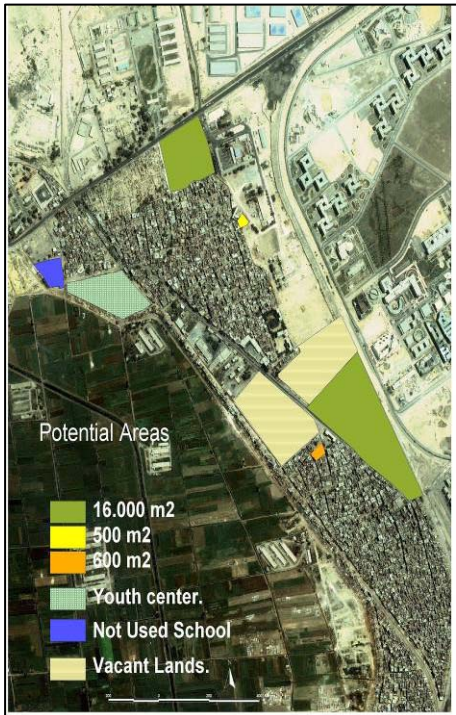 Potential Areas
16.000 m2
500 m2
600 m2
Youth center.
Not Used School
Vacant Lands.